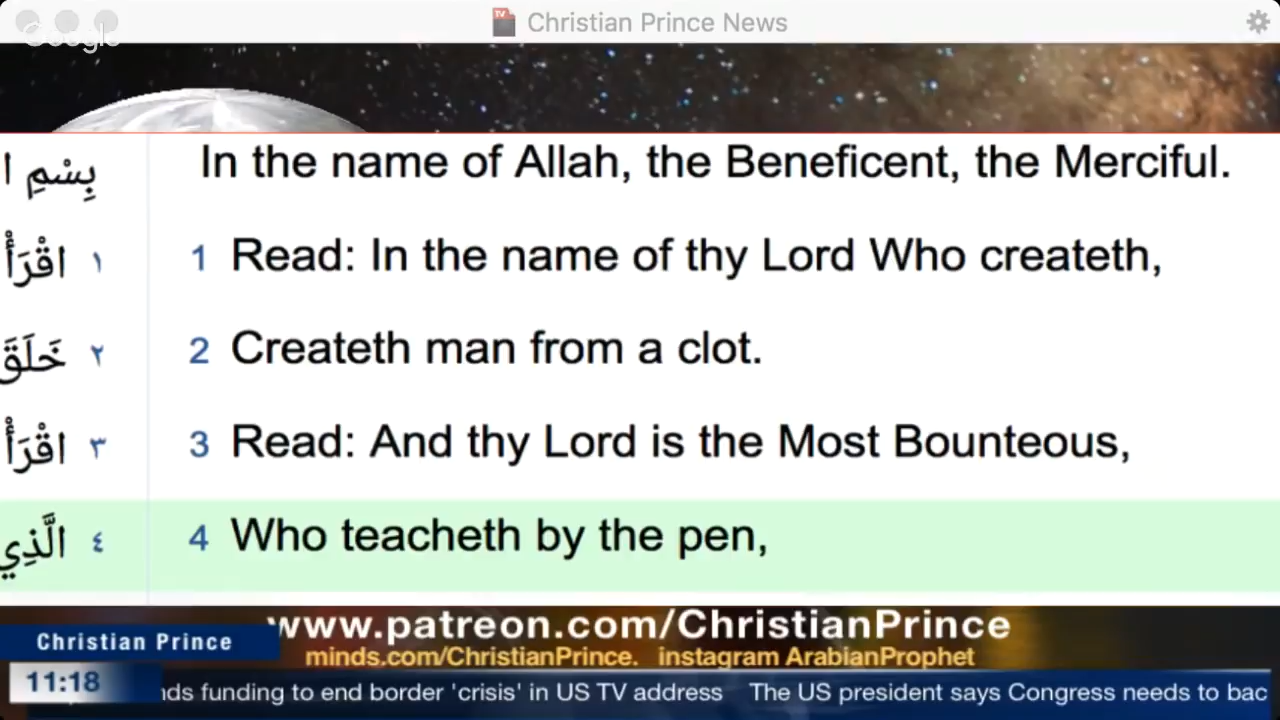 Christian Prince News
Google
بِسْمِ ا
In the name of Allah, the Beneficent, the Merciful.
١ اقْرَأْ
1 Read: In the name of thy Lord Who createth,
٢ خَلَقَ
2 Createth man from a clot.
٣ اقْرَأْ
3 Read: And thy Lord is the Most Bounteous,
٤ الَّذِي
4 Who teacheth by the pen,
www.patreon.com/ChristianPrince
Christian Prince
minds.com/ChristianPrince. instagram ArabianProphet
11:18
nds funding to end border 'crisis' in US TV address The US president says Congress needs to bac